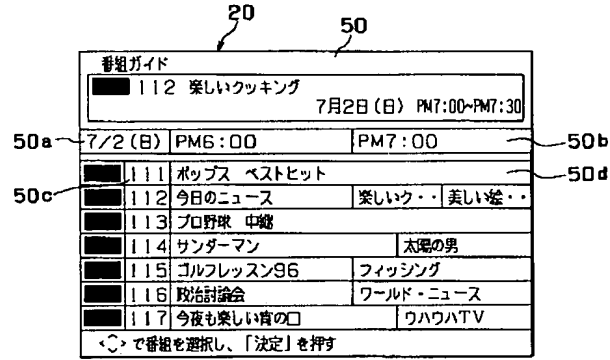 20
50
番組ガイド
112 楽しいクッキング
7月2日(日) PM7:00~PM7:30
50a 7/2(日) PM6:00 PM7:00 50b
50c 111 ポップス ベストヒット 50d
112 今日のニュース 楽しいク・・ 美しい絵・・
113 プロ野球 中継
114 サンダーマン 太陽の男
115 ゴルフレッスン96 フィッシング
116 政治討論会 ワールド・ニュース
117 今夜も楽しい宵の口 ウハウハTV
で番組を選択し、「決定」を押す